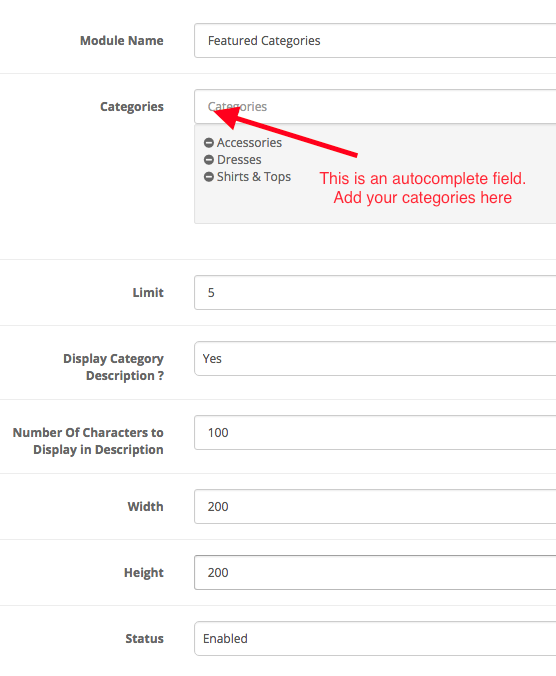 Module Name
Featured Categories
Categories
Categories
Accessories
Dresses
Shirts & Tops
This is an autocomplete field.
Add your categories here
Limit
5
Display Category
Description ?
Yes
Number Of Characters to
Display in Description
100
Width
200
Height
200
Status
Enabled